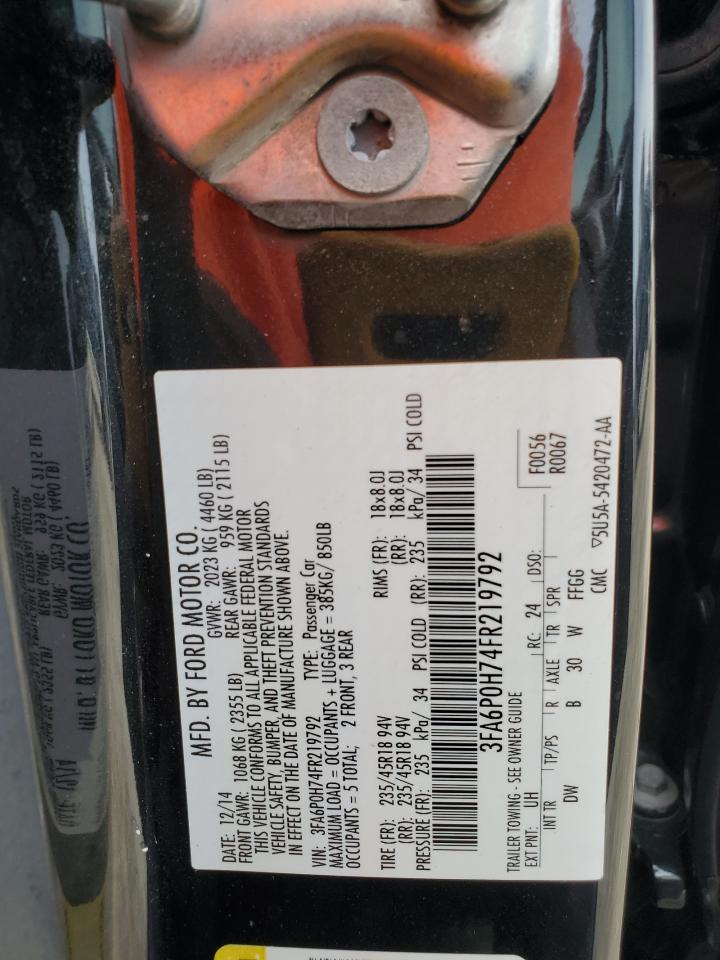 MFD. BY FORD MOTOR CO.
DATE: 12/14 GVWR: 2023 KG ( 4460 LB)
FRONT GAWR: 1068 KG ( 2355 LB) REAR GAWR: 959 KG ( 2115 LB)
THIS VEHICLE CONFORMS TO ALL APPLICABLE FEDERAL MOTOR
VEHICLE SAFETY, BUMPER, AND THEFT PREVENTION STANDARDS
IN EFFECT ON THE DATE OF MANUFACTURE SHOWN ABOVE.
VIN: 3FA6P0H74FR219792 TYPE: Passenger Car
MAXIMUM LOAD = OCCUPANTS + LUGGAGE = 385KG / 850LB
OCCUPANTS = 5 TOTAL; 2 FRONT, 3 REAR
TIRE (FR): 235/45R18 94V RIMS (FR): 18x8.0J
(RR): 235/45R18 94V (RR): 18x8.0J
PRESSURE (FR): 235 kPa/ 34 PSI COLD (RR): 235 kPa/ 34 PSI COLD
3FA6P0H74FR219792
TRAILER TOWING - SEE OWNER GUIDE F0056
EXT PNT: UH RC: 24 DSO: R0067
INT TR TP/PS R AXLE TR SPR
DW B 30 W FFGG
CMC ▽5U5A-5420472-AA